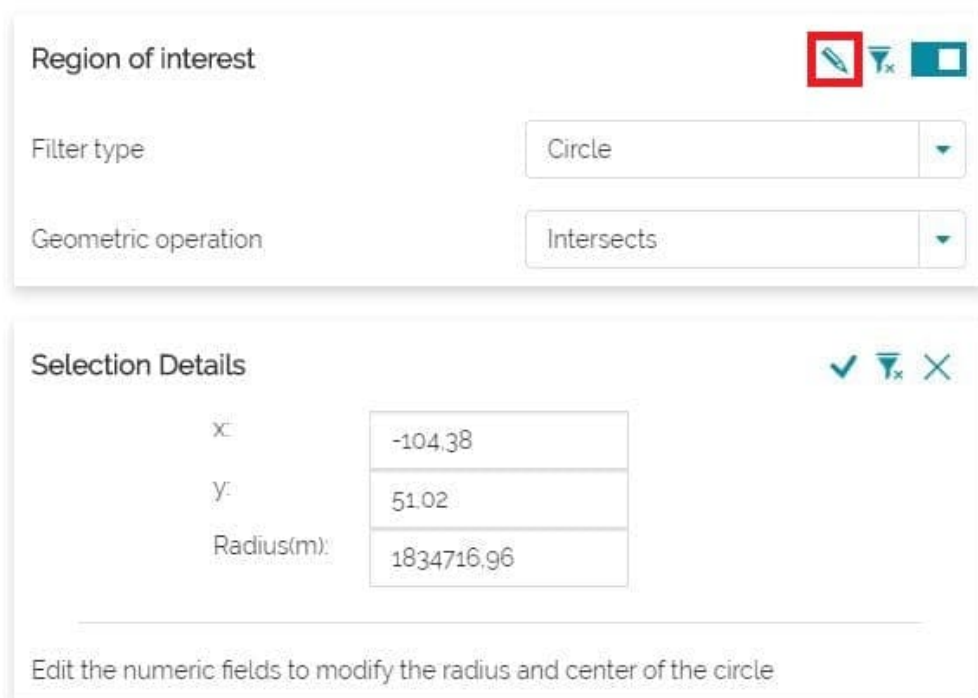 Region of interest
Filter type
Circle
Geometric operation
Intersects
Selection Details
x:
-104,38
y:
51,02
Radius(m):
1834716,96
Edit the numeric fields to modify the radius and center of the circle